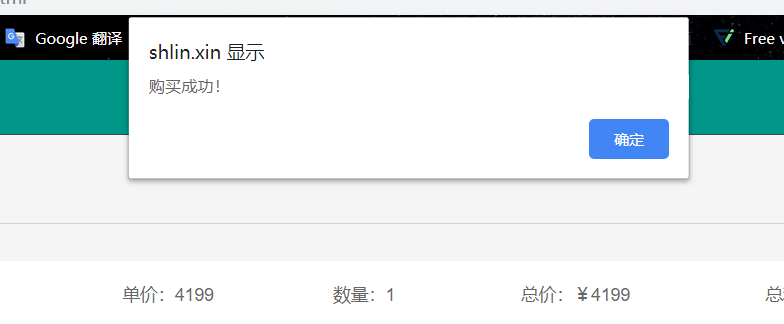 Google 翻译
Free v
shlin.xin 显示
购买成功！
确定
单价：4199 数量：1 总价：￥4199 总